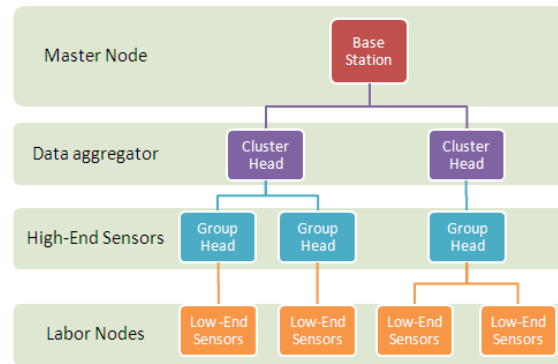 Master Node
Base
Station
Data aggregator
Cluster
Head
Cluster
Head
High-End Sensors
Group
Head
Group
Head
Group
Head
Labor Nodes
Low-End
Sensors
Low-End
Sensors
Low-End
Sensors
Low-End
Sensors